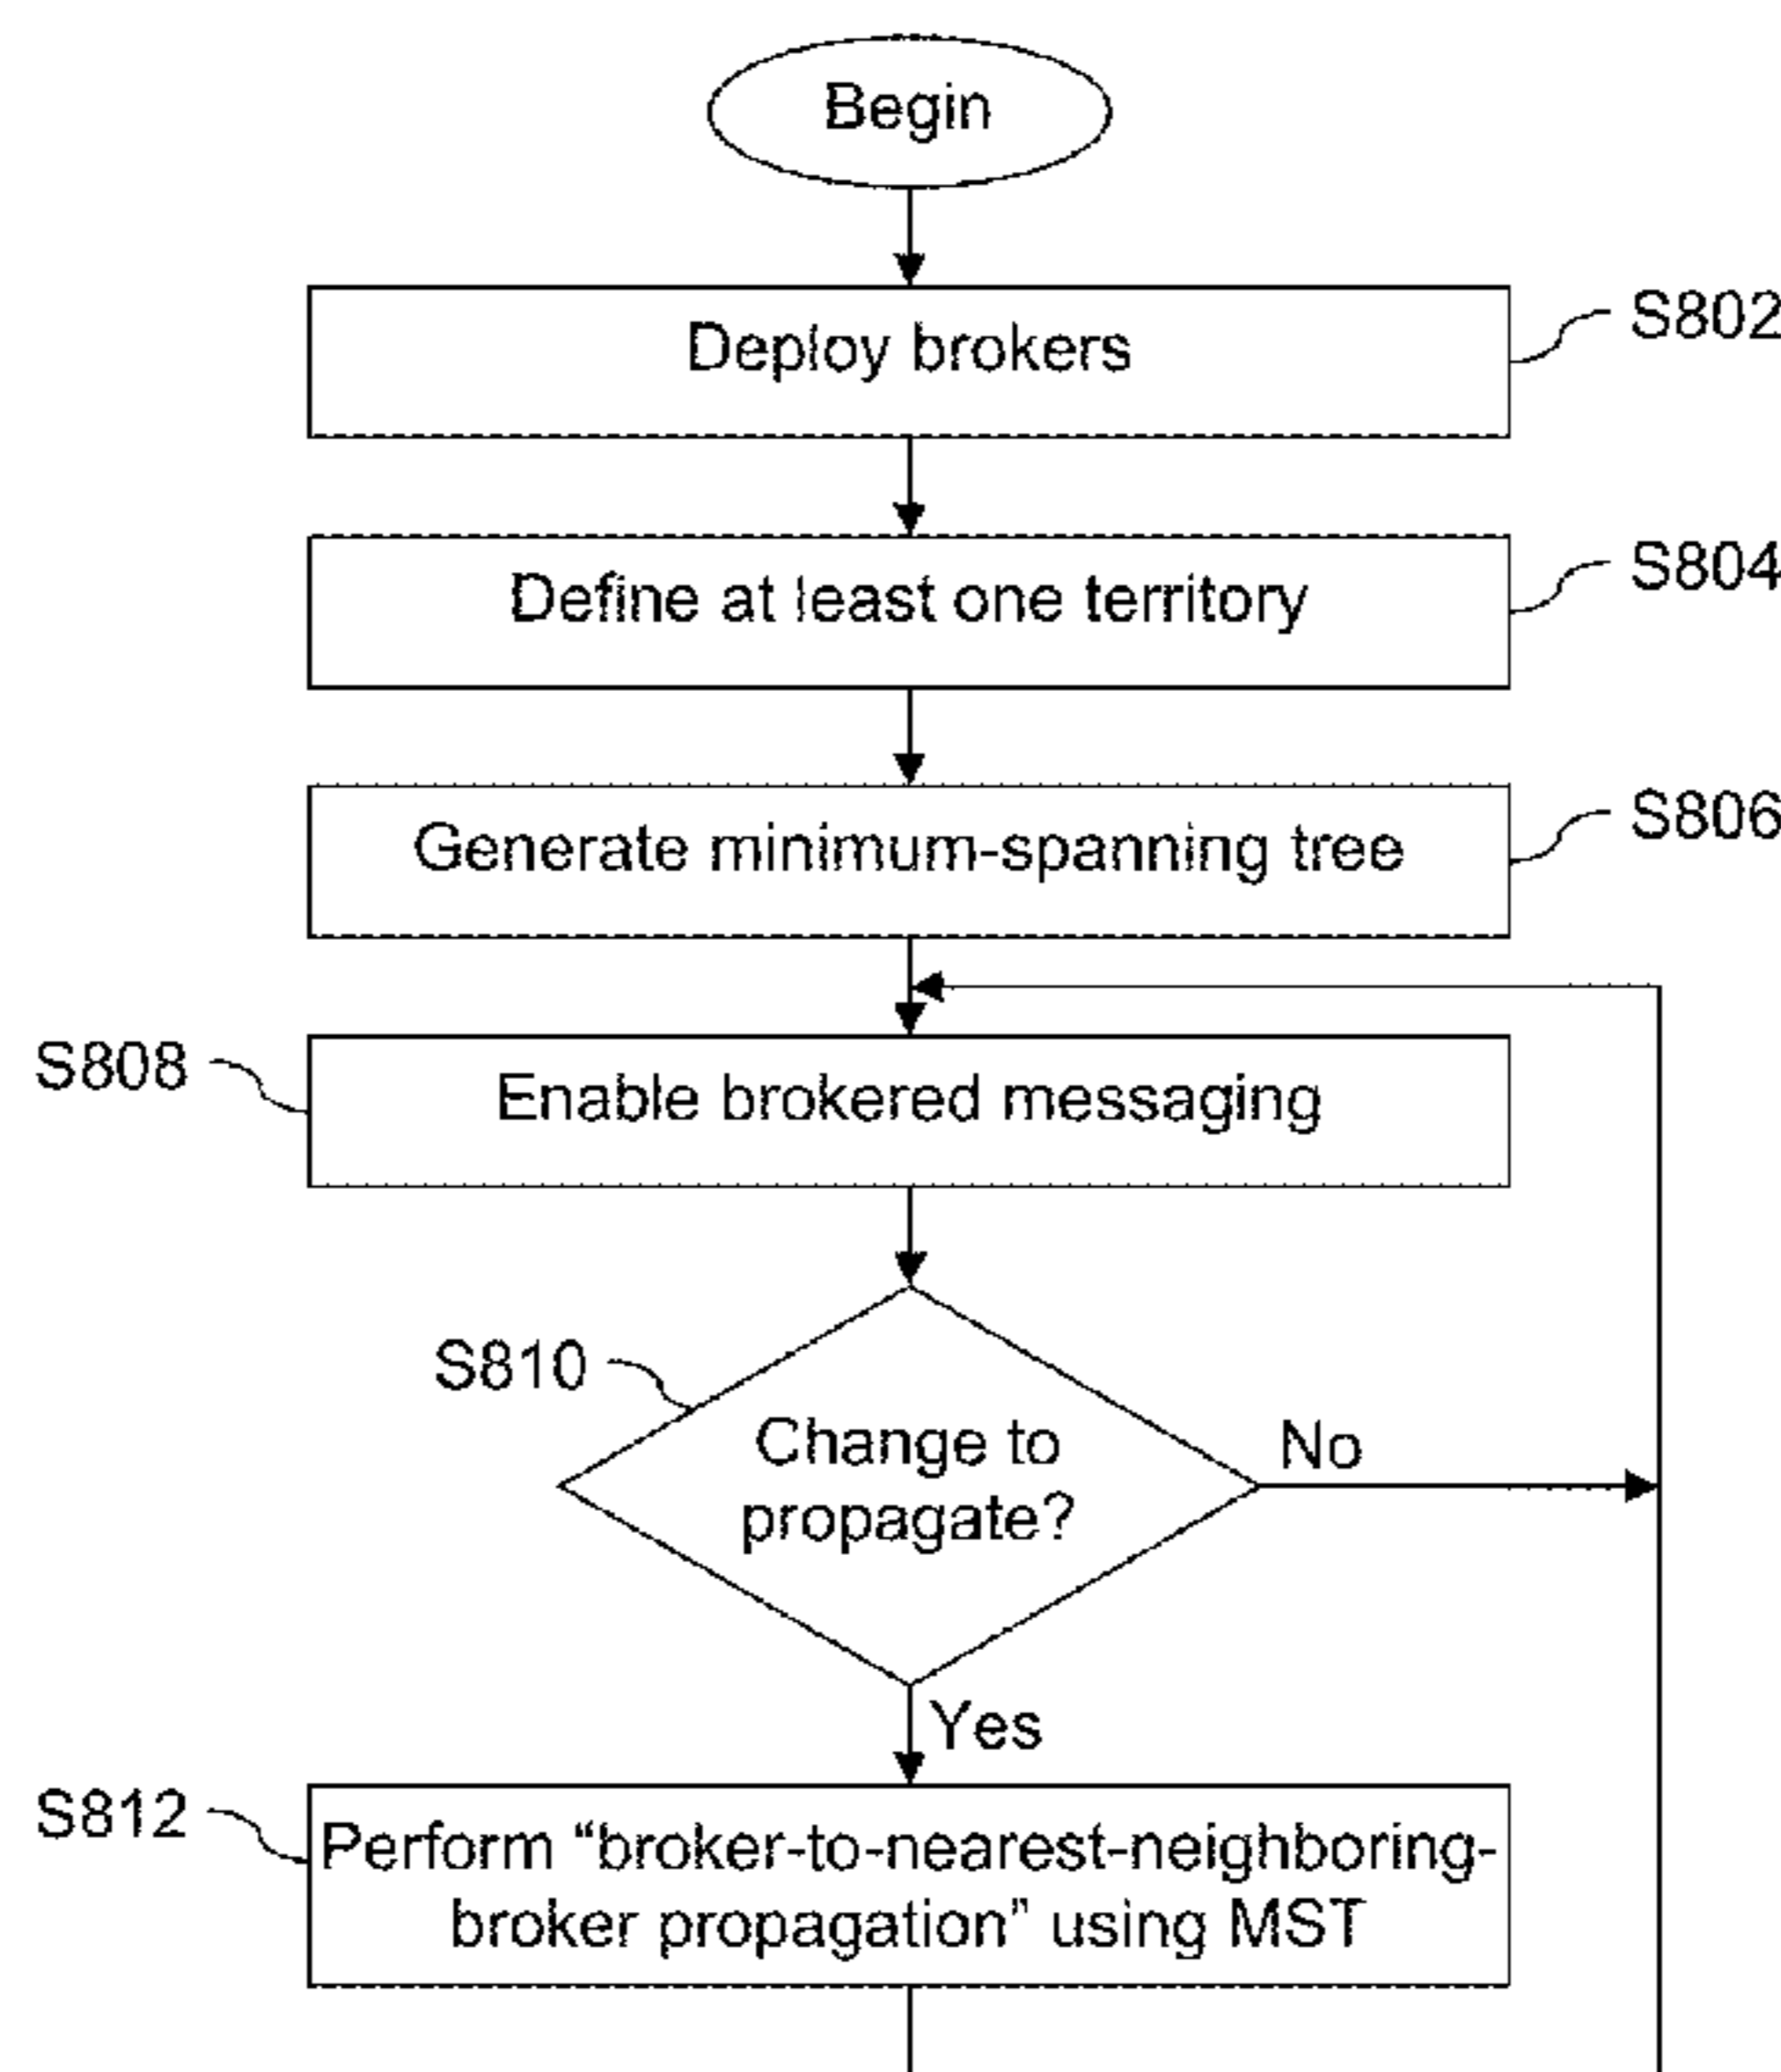 Begin
Deploy brokers
S802
Define at least one territory
S804
Generate minimum-spanning tree
S806
S808
Enable brokered messaging
S810
Change to
propagate?
No
Yes
S812
Perform “broker-to-nearest-neighboring-
broker propagation” using MST